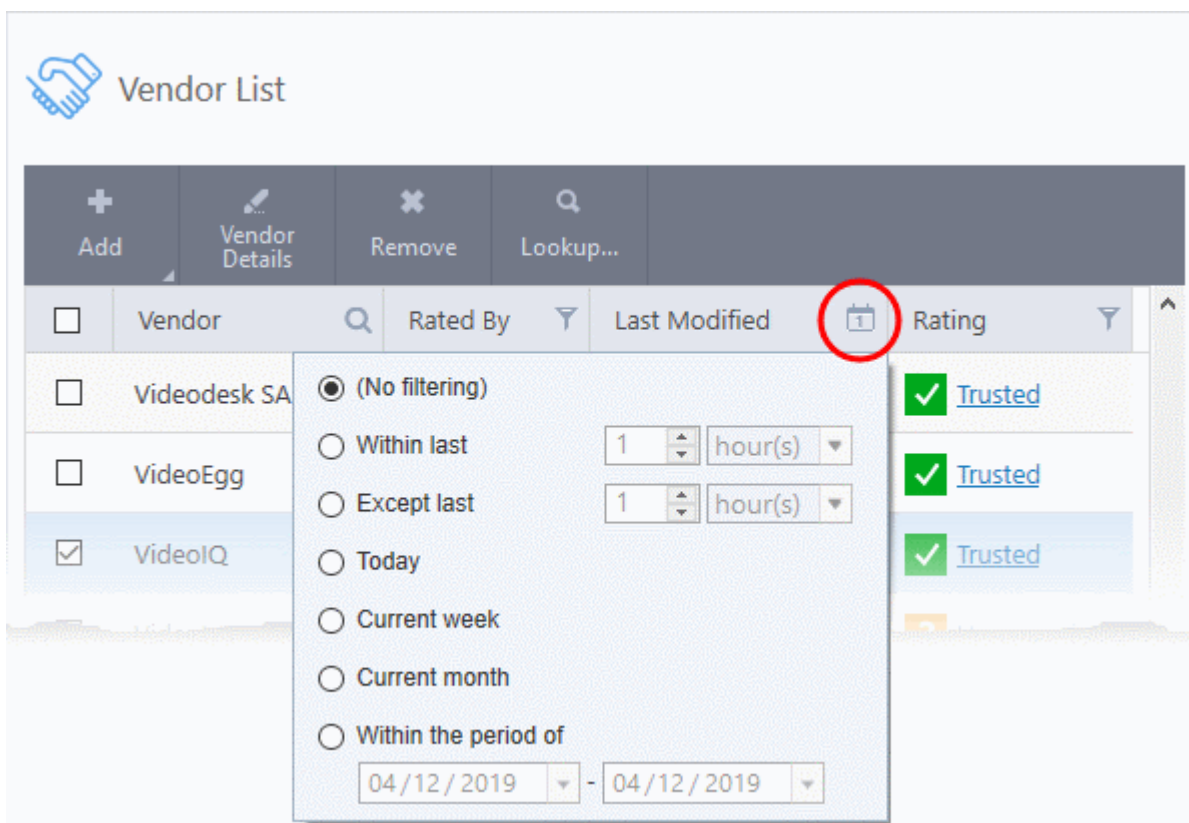 Vendor List
Add
Vendor
Details
Remove
Lookup...
Vendor Rated By Last Modified 1 Rating
Videodesk SA Trusted
VideoEgg Trusted
VideoIQ Trusted
(No filtering)
Within last 1 hour(s)
Except last 1 hour(s)
Today
Current week
Current month
Within the period of
04/12/2019 - 04/12/2019